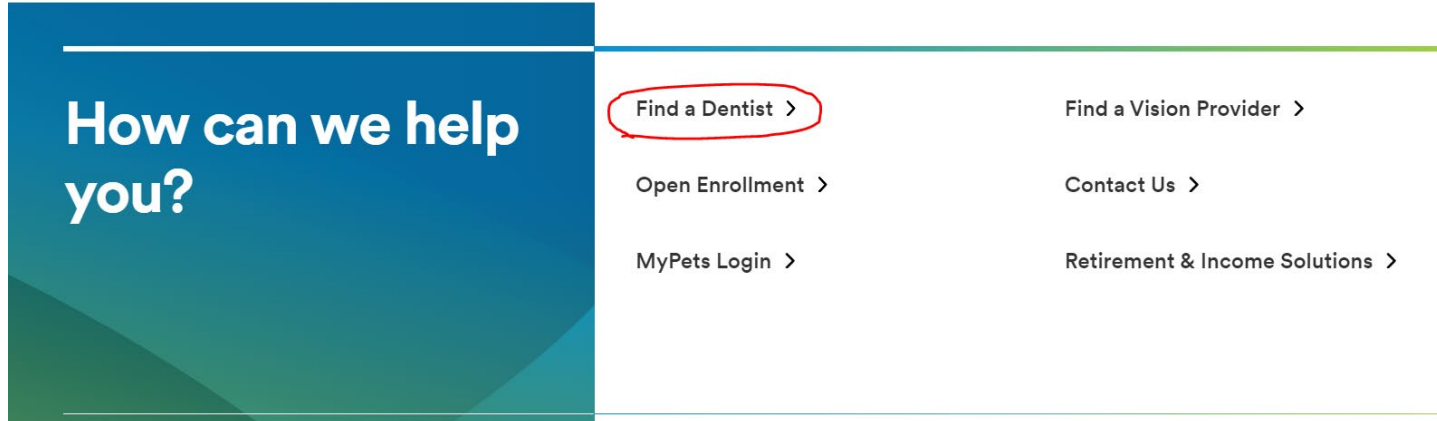 How can we help
you?
Find a Dentist >
Find a Vision Provider >
Open Enrollment >
Contact Us >
MyPets Login >
Retirement & Income Solutions >